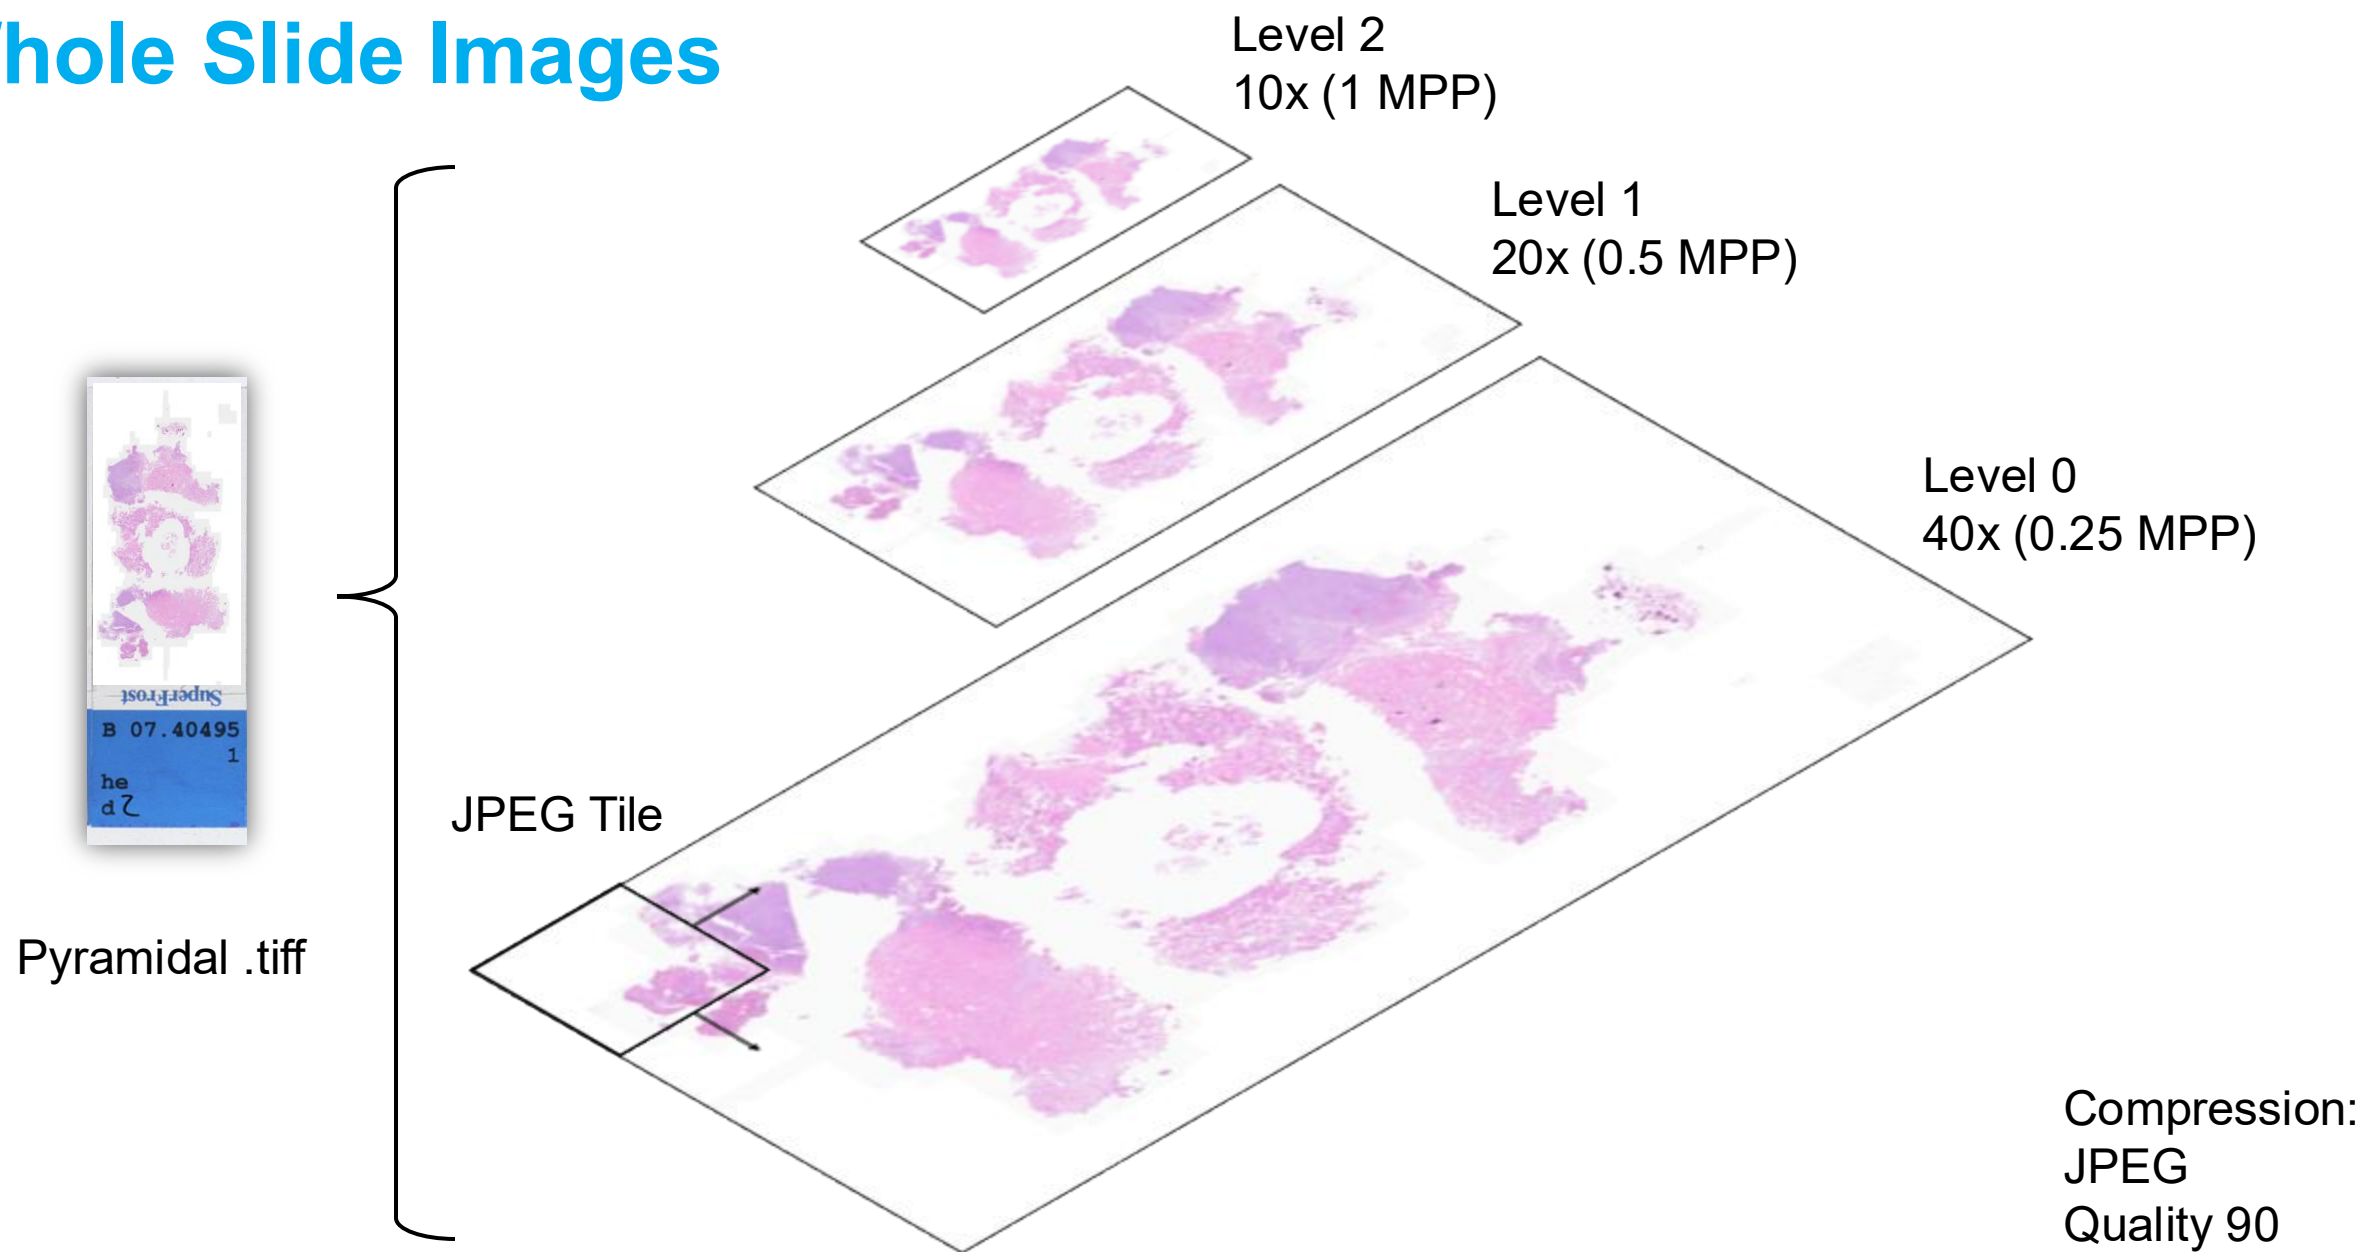 hole Slide Images
Level 2
10x (1 MPP)
Level 1
20x (0.5 MPP)
Level 0
40x (0.25 MPP)
SuperFrost
B 07.40495
1
he
d2
JPEG Tile
Pyramidal .tiff
Compression:
JPEG
Quality 90